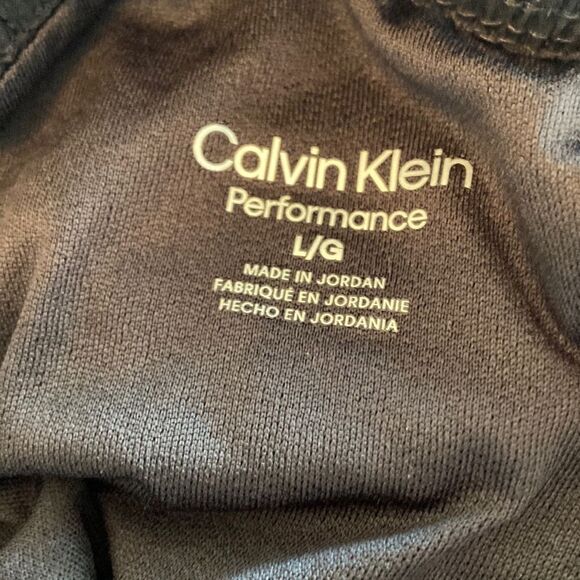 Calvin Klein
Performance
L/G
MADE IN JORDAN
FABRIQUÉ EN JORDANIE
HECHO EN JORDANIA